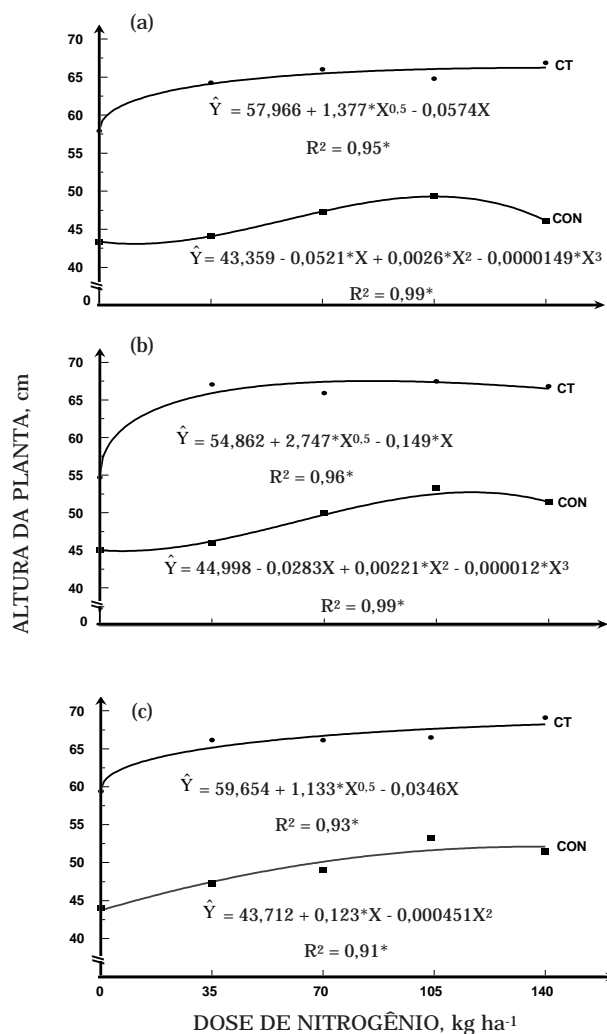 (a)
70
65
60
55
50
45
40
0
CT
Ŷ = 57,966 + 1,377*X⁰,⁵ - 0,0574X
R² = 0,95*
CON
Ŷ= 43,359 - 0,0521*X + 0,0026*X² - 0,0000149*X³
R² = 0,99*
(b)
70
65
60
55
50
45
40
0
CT
Ŷ = 54,862 + 2,747*X⁰,⁵ - 0,149*X
R² = 0,96*
CON
Ŷ= 44,998 - 0,0283X + 0,00221*X² - 0,000012*X³
R² = 0,99*
(c)
70
65
60
55
50
45
40
0
CT
Ŷ = 59,654 + 1,133*X⁰,⁵ - 0,0346X
R² = 0,93*
CON
Ŷ = 43,712 + 0,123*X - 0,000451X²
R² = 0,91*
0 35 70 105 140
ALTURA DA PLANTA, cm
DOSE DE NITROGÊNIO, kg ha⁻¹